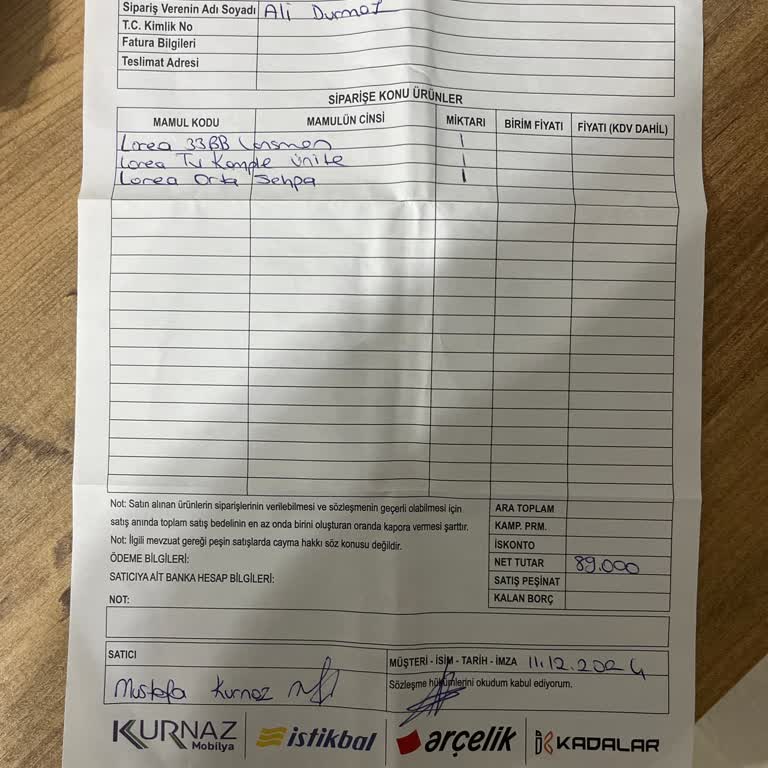 Sipariş Verenin Adı Soyadı Ali Durmaz
T.C. Kimlik No
Fatura Bilgileri
Teslimat Adresi
SİPARİŞE KONU ÜRÜNLER
MAMUL KODU MAMULÜN CİNSİ MİKTARI BİRİM FİYATI FİYATI (KDV DAHİL)
Lorea 33BB 1
Lorea Tv Komple ünite 1
Lorea Orta Sehpa 1
Not: Satın alınan ürünlerin siparişlerinin verilebilmesi ve sözleşmenin geçerli olabilmesi için
satış anında toplam satış bedelinin en az onda birini oluşturan oranda kapora vermesi şarttır.
Not: İlgili mevzuat gereği peşin satışlarda cayma hakkı söz konusu değildir.
ÖDEME BİLGİLERİ:
SATICIYA AİT BANKA HESAP BİLGİLERİ:
ARA TOPLAM
KAMP. PRM.
İSKONTO
NET TUTAR 89.000
SATIŞ PEŞİNAT
KALAN BORÇ
NOT:
SATICI
Mustafa Kurnaz
MÜŞTERİ - İSİM - TARİH - İMZA 11.12.2024
Sözleşme hükümlerini okudum kabul ediyorum.
KURNAZ
Mobilya
istikbal
arçelik
KADALAR